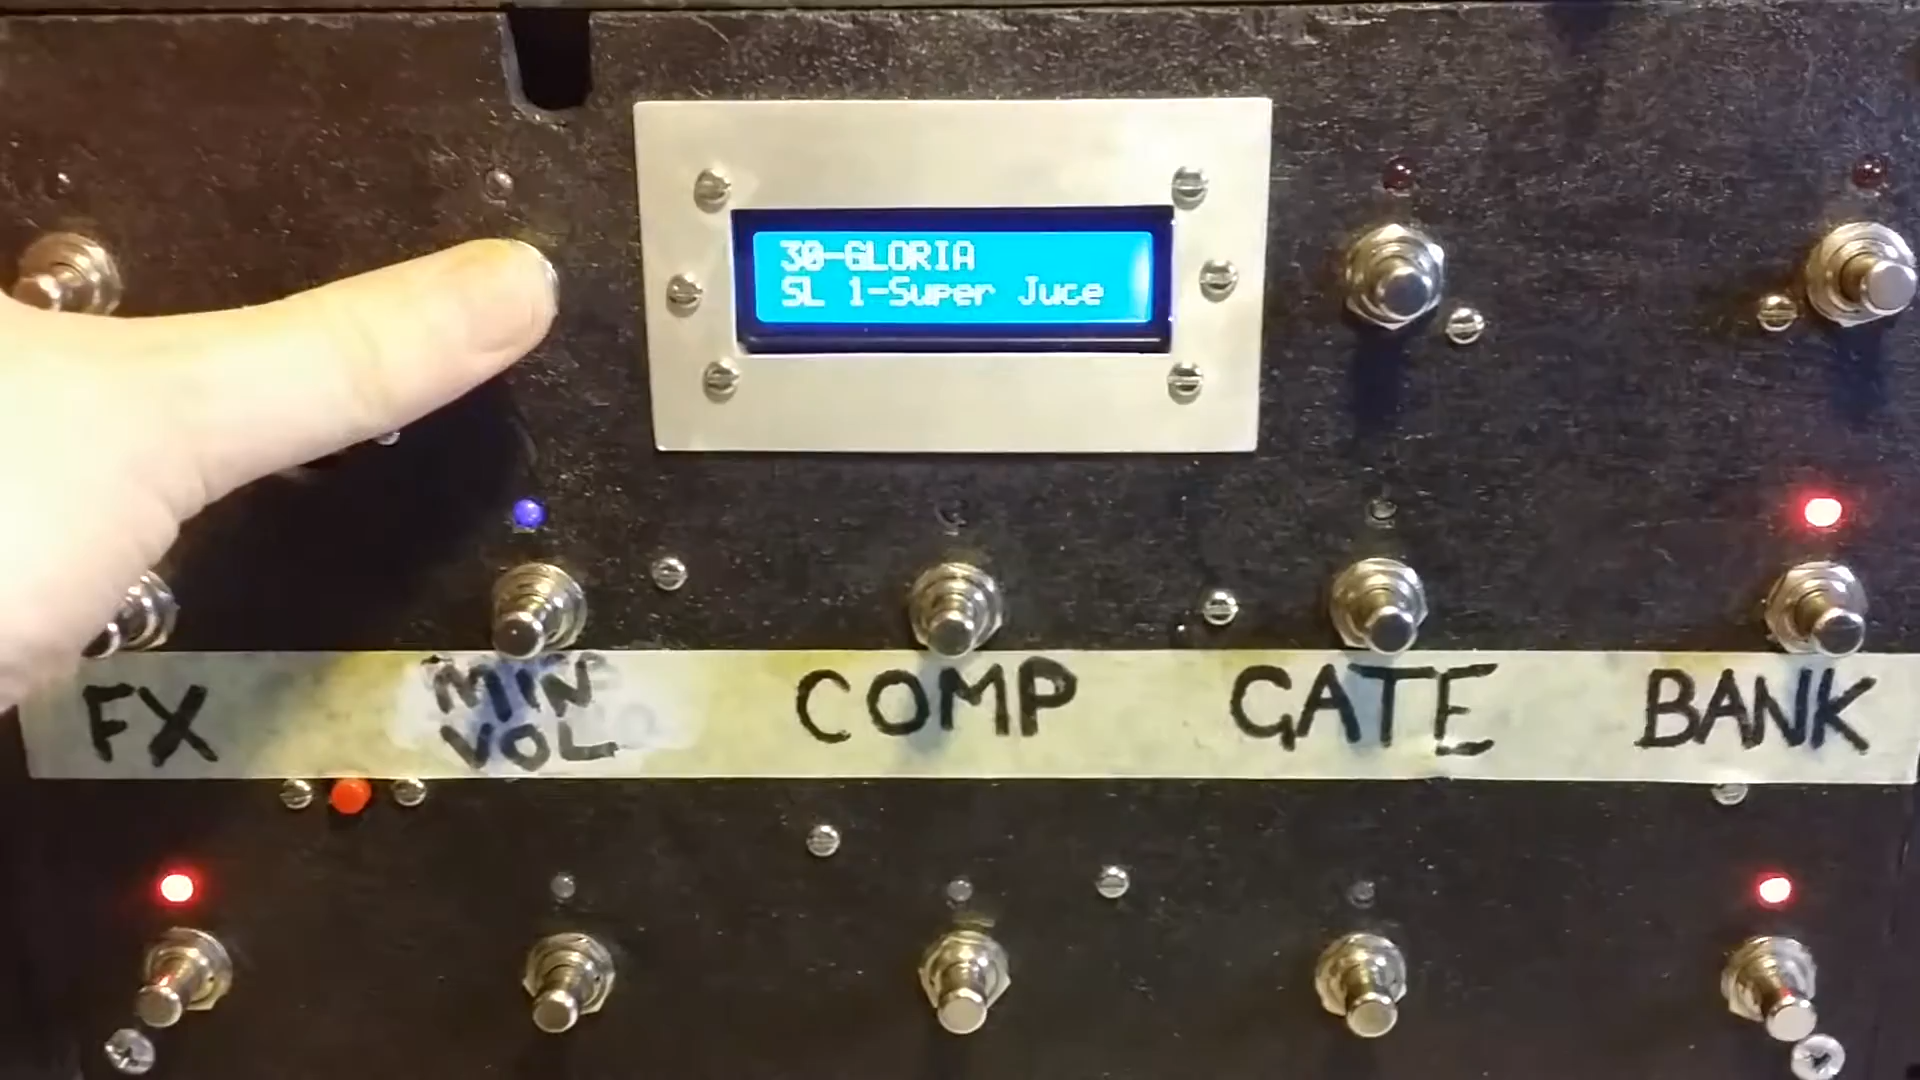 30-GLORIA
SL 1-Super Juce
FX
MIN
VOL
COMP
GATE
BANK